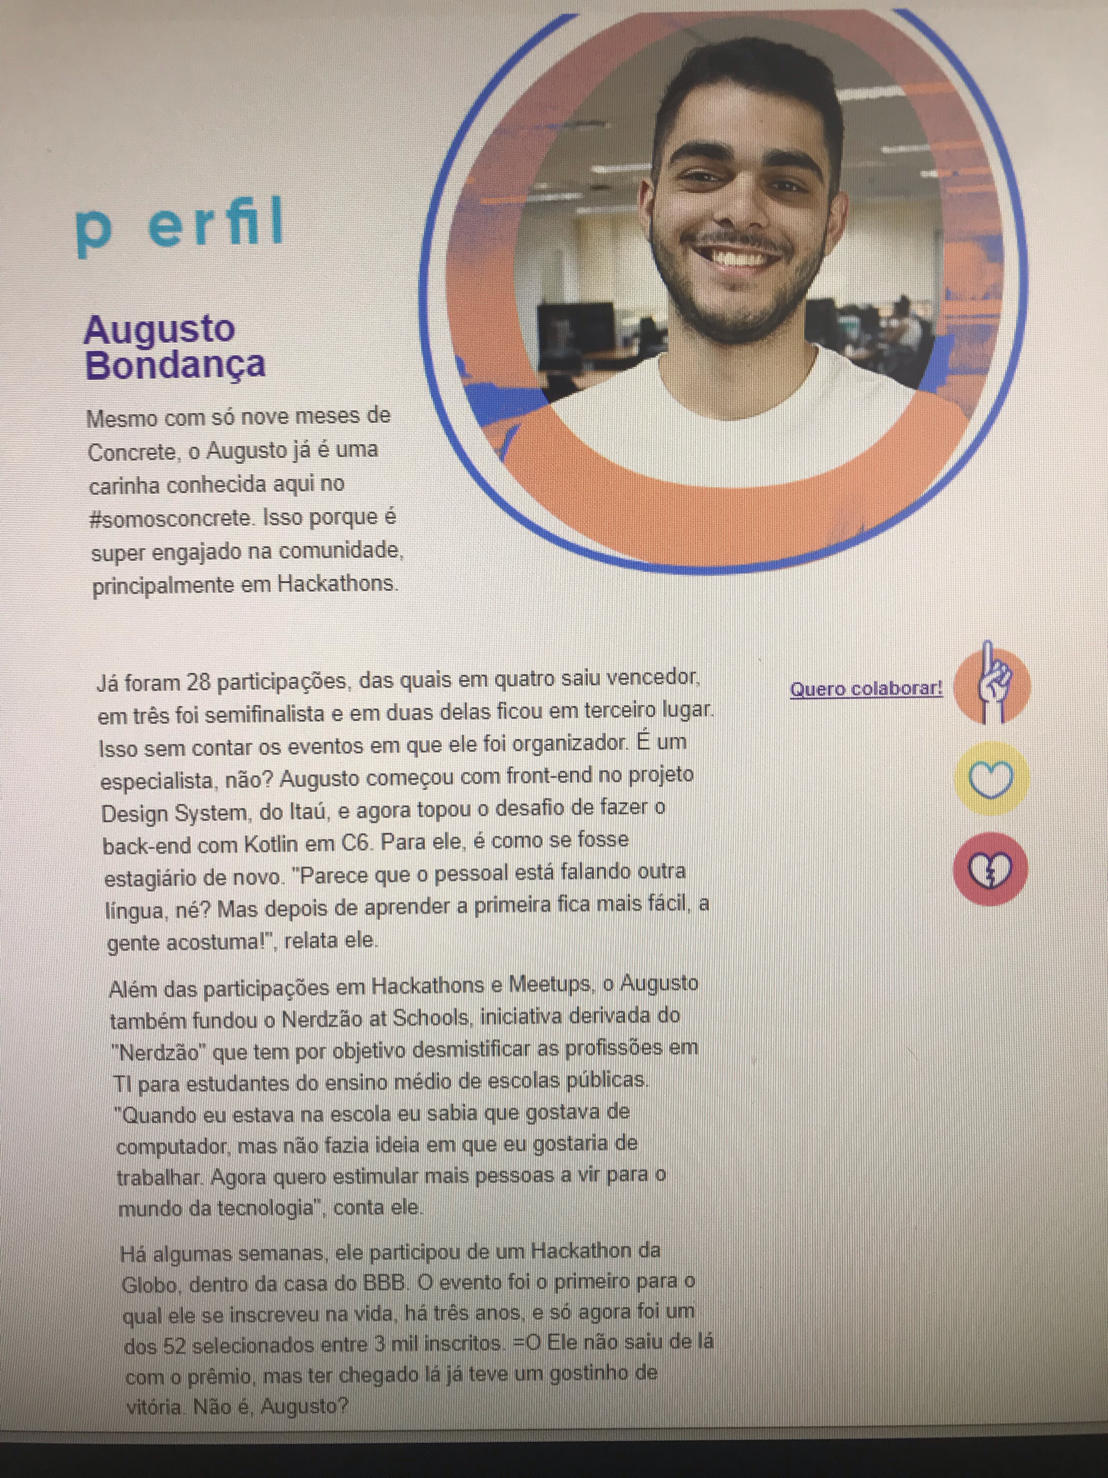 p erfil
Augusto
Bondança
Mesmo com só nove meses de
Concrete, o Augusto já é uma
carinha conhecida aqui no
#somosconcrete. Isso porque é
super engajado na comunidade,
principalmente em Hackathons.
Já foram 28 participações, das quais em quatro saiu vencedor,
em três foi semifinalista e em duas delas ficou em terceiro lugar.
Isso sem contar os eventos em que ele foi organizador. É um
especialista, não? Augusto começou com front-end no projeto
Design System, do Itaú, e agora topou o desafio de fazer o
back-end com Kotlin em C6. Para ele, é como se fosse
estagiário de novo. "Parece que o pessoal está falando outra
língua, né? Mas depois de aprender a primeira fica mais fácil, a
gente acostuma!", relata ele.
Quero colaborar!
Além das participações em Hackathons e Meetups, o Augusto
também fundou o Nerdzão at Schools, iniciativa derivada do
"Nerdzão" que tem por objetivo desmistificar as profissões em
TI para estudantes do ensino médio de escolas públicas.
"Quando eu estava na escola eu sabia que gostava de
computador, mas não fazia ideia em que eu gostaria de
trabalhar. Agora quero estimular mais pessoas a vir para o
mundo da tecnologia", conta ele.
Há algumas semanas, ele participou de um Hackathon da
Globo, dentro da casa do BBB. O evento foi o primeiro para o
qual ele se inscreveu na vida, há três anos, e só agora foi um
dos 52 selecionados entre 3 mil inscritos. =O Ele não saiu de lá
com o prêmio, mas ter chegado lá já teve um gostinho de
vitória. Não é, Augusto?